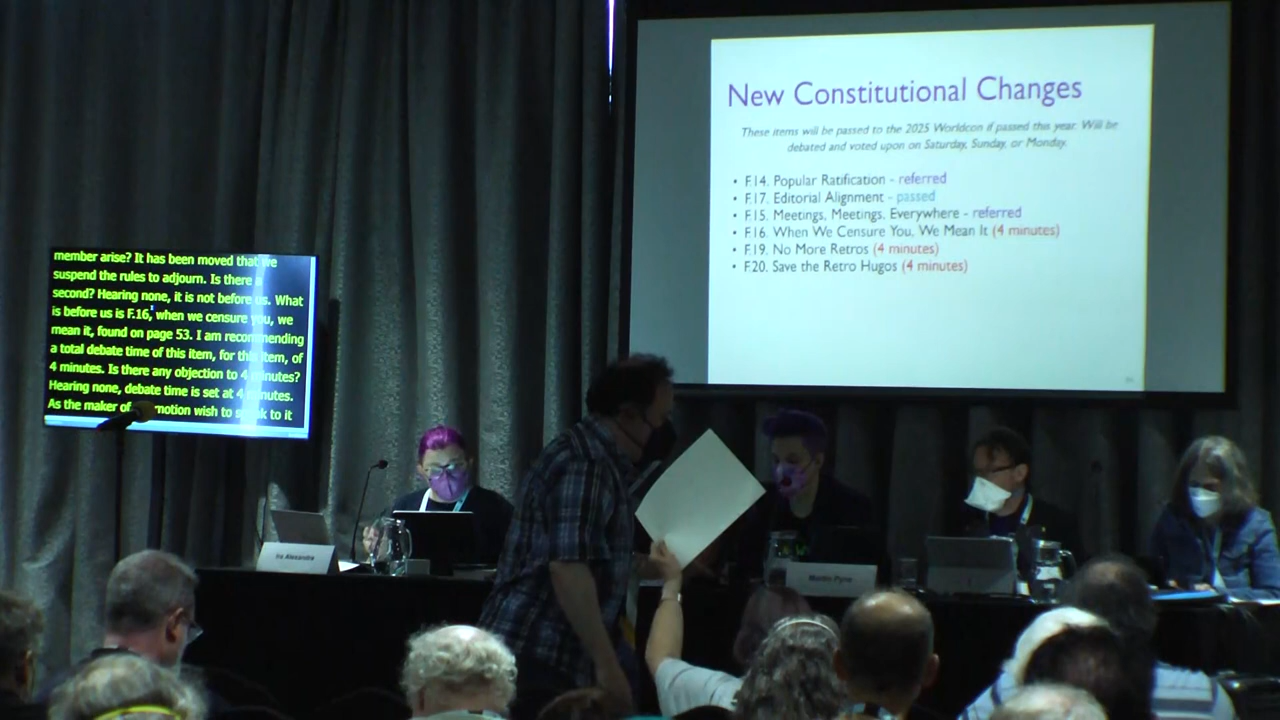 New Constitutional Changes
These items will be passed to the 2025 Worldcon if passed this year. Will be
debated and voted upon on Saturday, Sunday, or Monday.
• F.14. Popular Ratification - referred
• F.17. Editorial Alignment - passed
• F.15. Meetings, Meetings, Everywhere - referred
• F.16. When We Censure You, We Mean It (4 minutes)
• F.19. No More Retros (4 minutes)
• F.20. Save the Retro Hugos (4 minutes)
member arise? It has been moved that we
suspend the rules to adjourn. Is there a
second? Hearing none, it is not before us. What
is before us is F.16, when we censure you, we
mean it, found on page 53. I am recommending
a total debate time of this item, for this item, of
4 minutes. Is there any objection to 4 minutes?
Hearing none, debate time is set at 4 minutes.
As the maker of motion wish to speak to it
Ira Alexandre
Martin Pyne